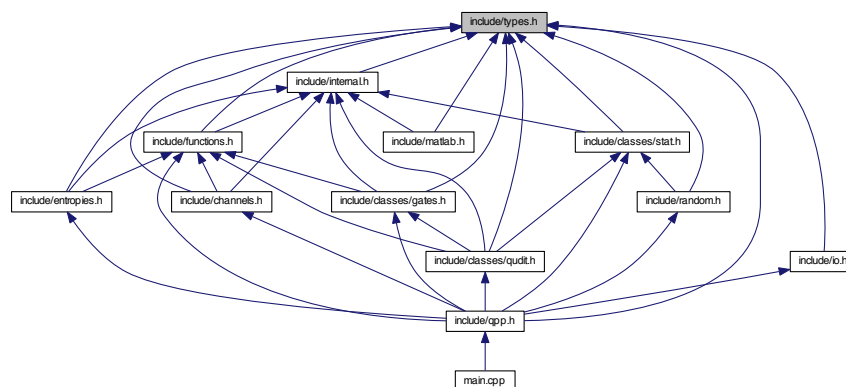 include/types.h
include/internal.h
include/functions.h
include/matlab.h
include/classes/stat.h
include/entropies.h
include/channels.h
include/classes/gates.h
include/random.h
include/classes/qudit.h
include/io.h
include/qpp.h
main.cpp